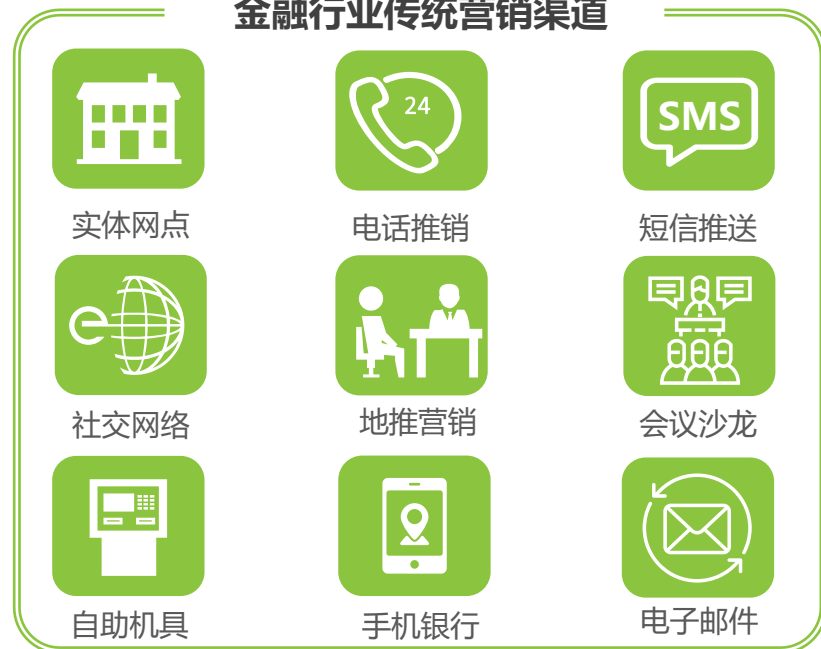 金融行业传统营销渠道
24
SMS
实体网点
电话推销
短信推送
社交网络
地推营销
会议沙龙
自助机具
手机银行
电子邮件